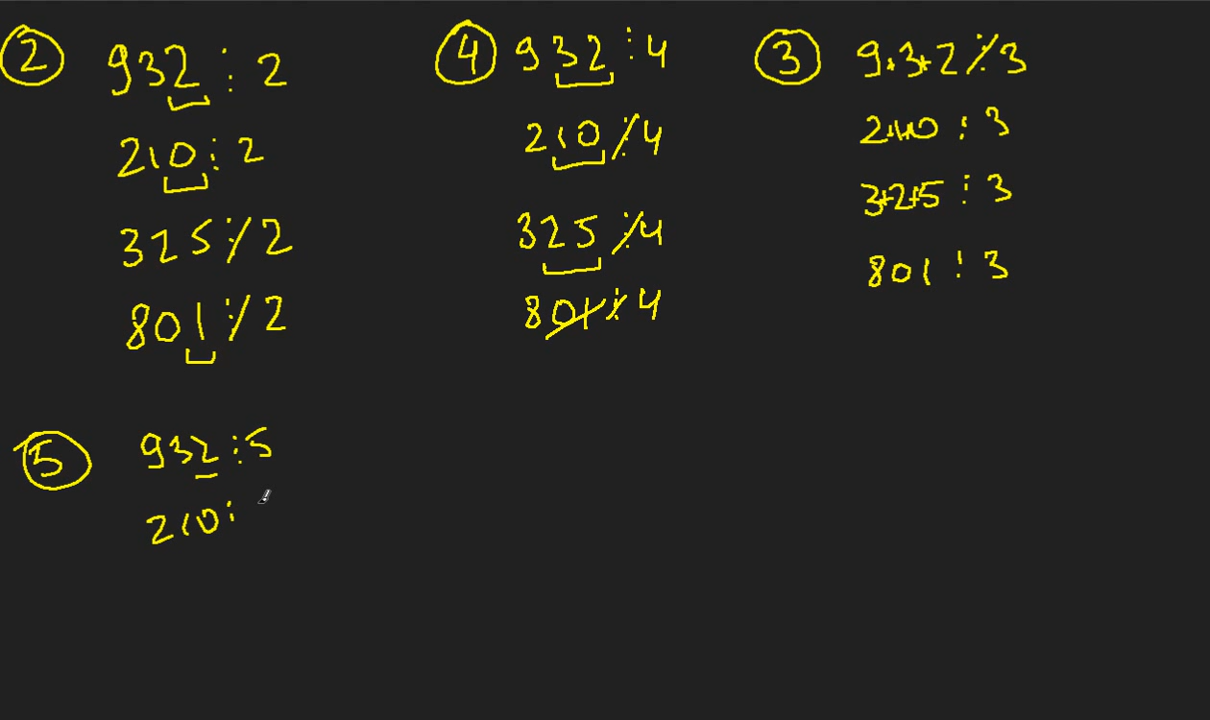 ② 932 ⋮ 2
210 ⋮ 2
325 ⋮̸ 2
801 ⋮̸ 2
④ 932 ⋮ 4
210 ⋮̸ 4
325 ⋮̸ 4
801 ⋮̸ 4
③ 9+3+2 ⋮̸ 3
2+1+0 ⋮ 3
3+2+5 ⋮ 3
801 ⋮ 3
⑤ 932 ⋮ 5
210 ⋮